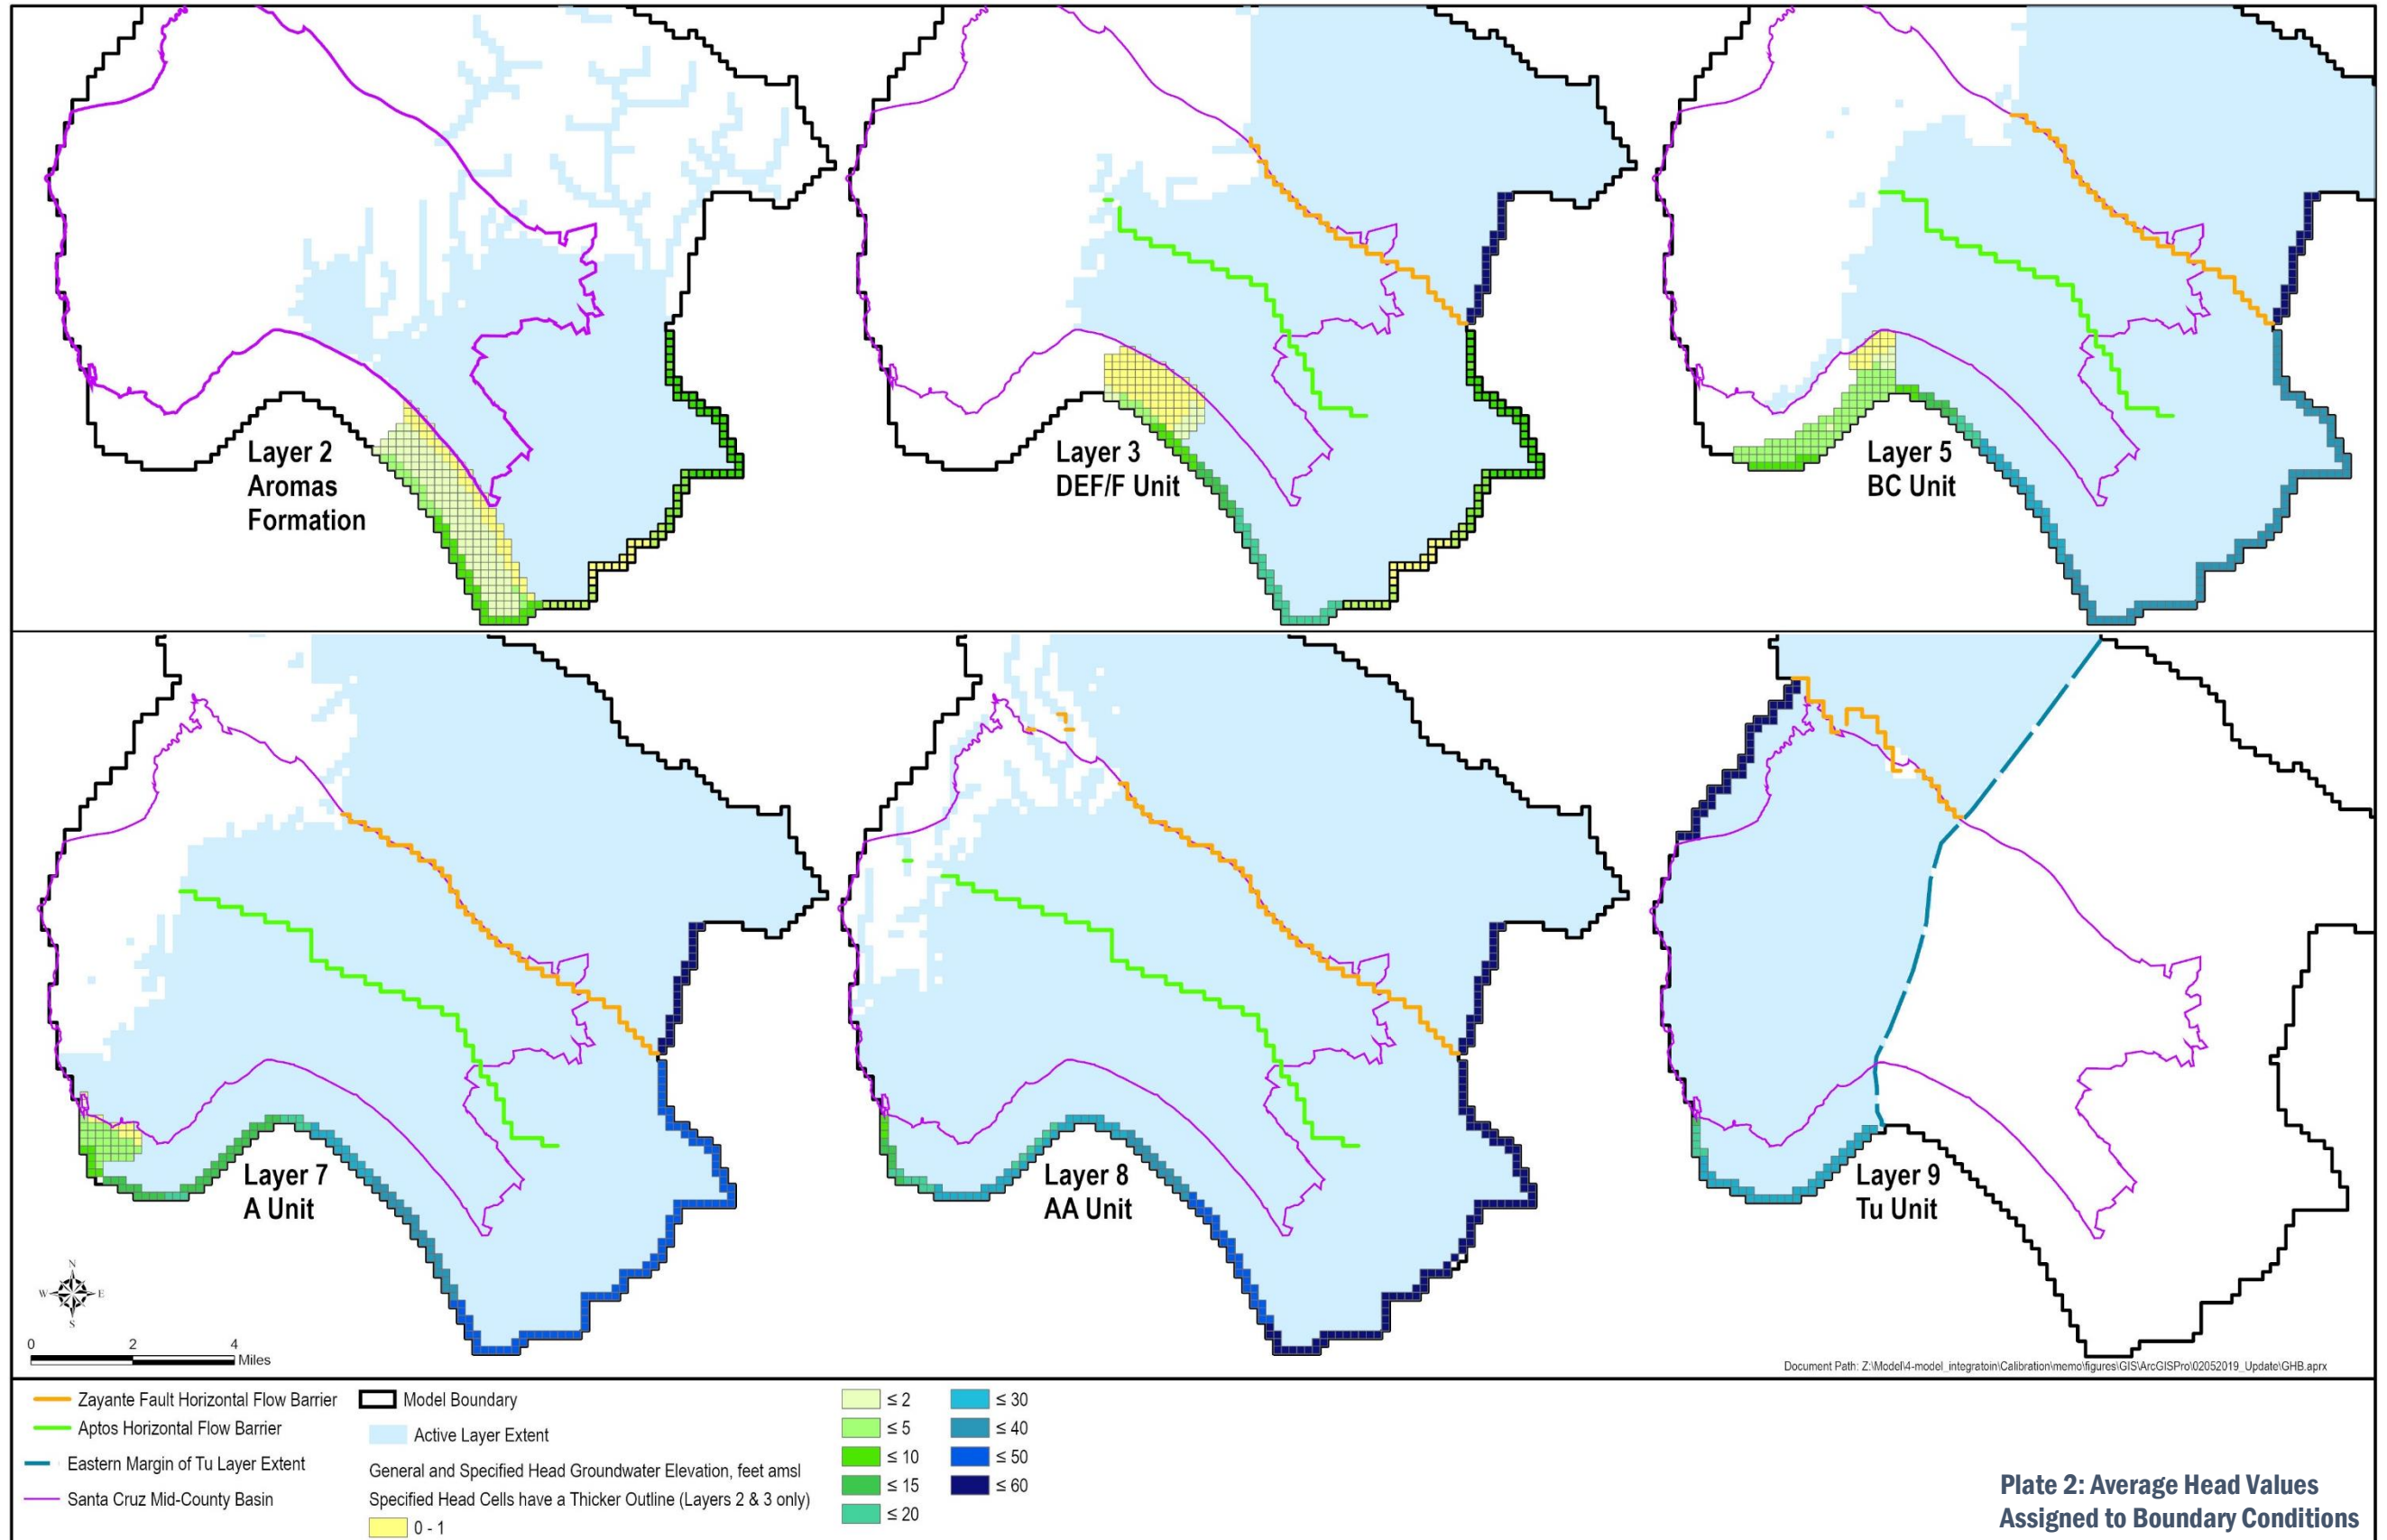 Layer 2
Aromas
Formation
Layer 3
DEF/F Unit
Layer 5
BC Unit
Layer 7
A Unit
Layer 8
AA Unit
Layer 9
Tu Unit
N
W E
S
0 2 4
Miles
Document Path: Z:\Model\4-model_integratoin\Calibration\memo\figures\GIS\ArcGISPro\02052019_Update\GHB.aprx
Zayante Fault Horizontal Flow Barrier
Aptos Horizontal Flow Barrier
Eastern Margin of Tu Layer Extent
Santa Cruz Mid-County Basin
Model Boundary
Active Layer Extent
General and Specified Head Groundwater Elevation, feet amsl
Specified Head Cells have a Thicker Outline (Layers 2 & 3 only)
0 - 1
≤ 2
≤ 5
≤ 10
≤ 15
≤ 20
≤ 30
≤ 40
≤ 50
≤ 60
Plate 2: Average Head Values
Assigned to Boundary Conditions